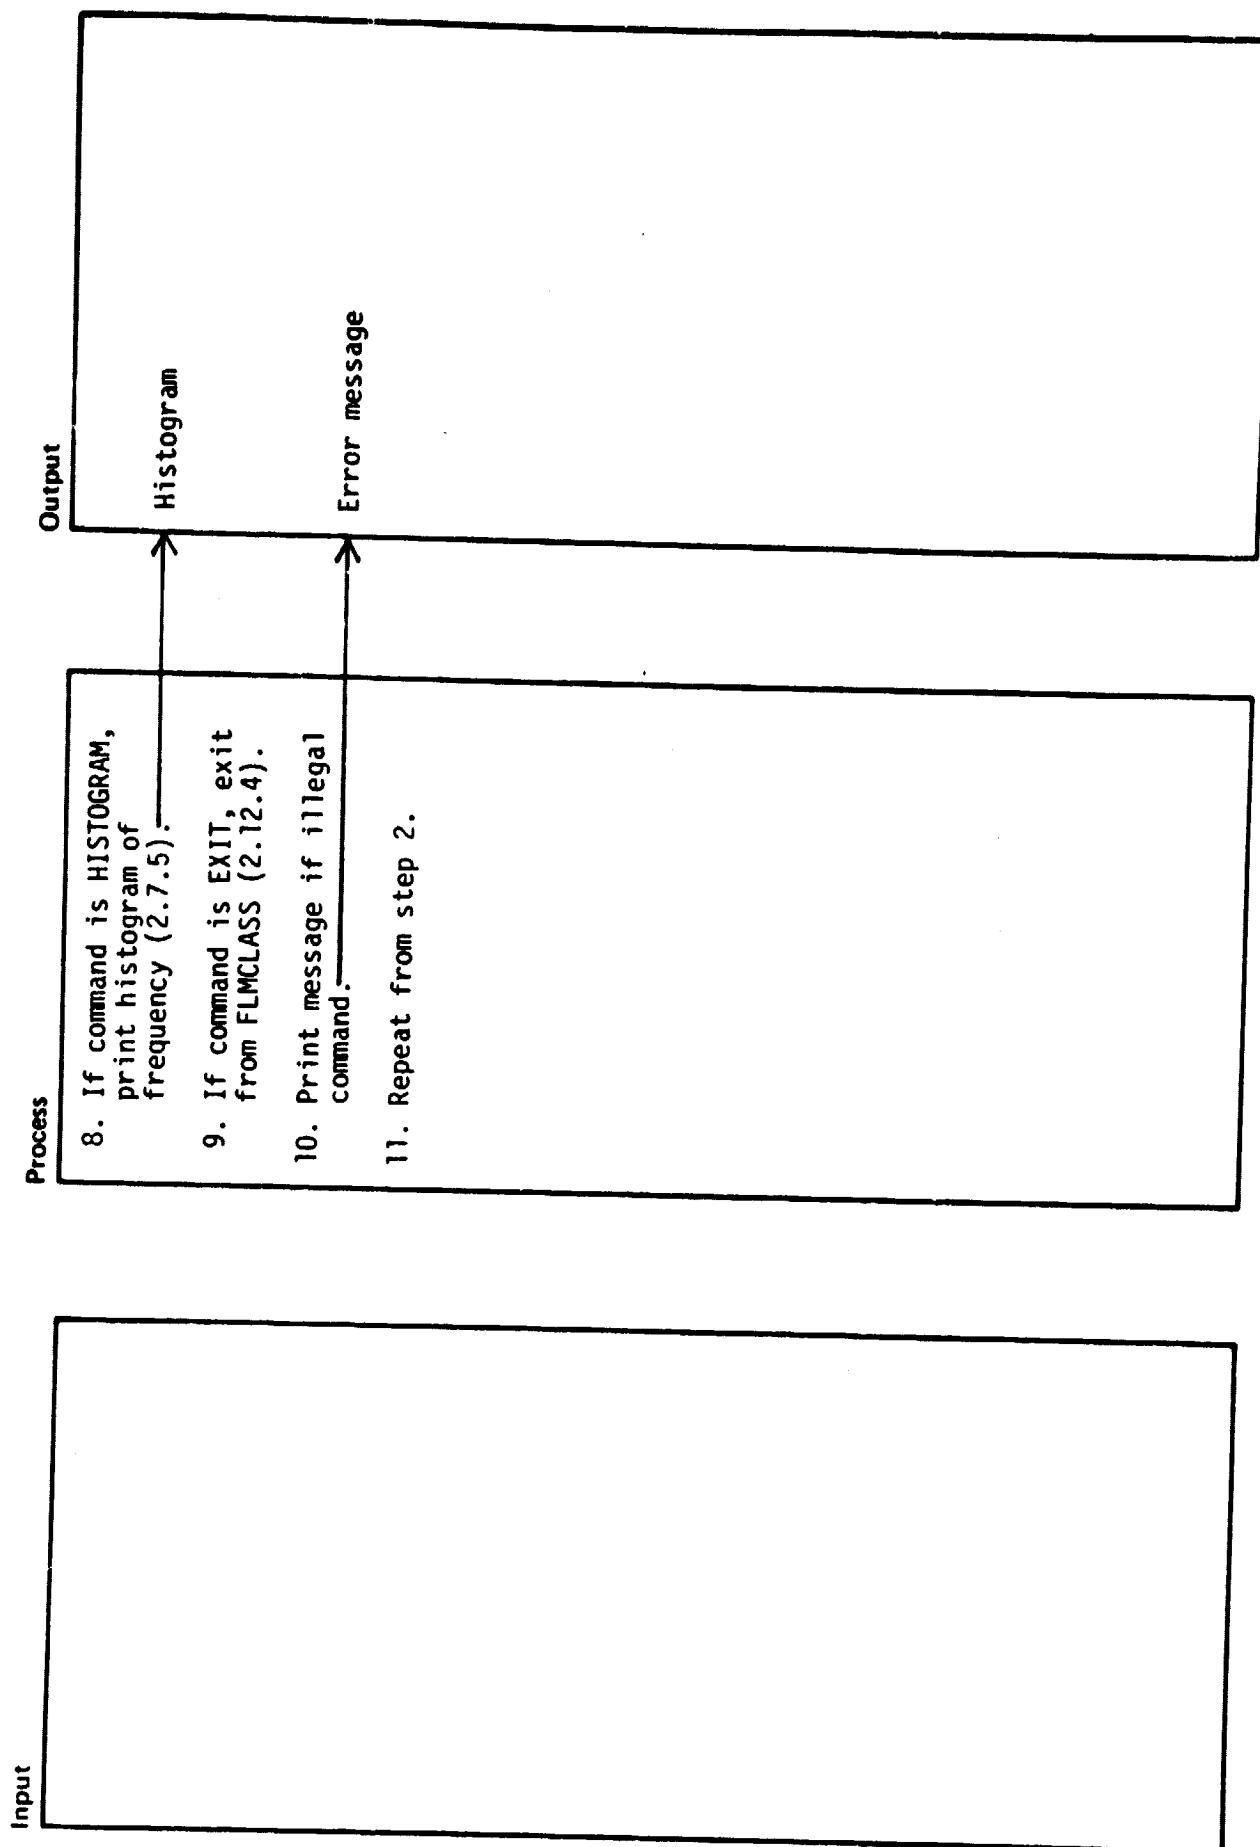 Input
Process
8. If command is HISTOGRAM,
print histogram of
frequency (2.7.5).
9. If command is EXIT, exit
from FLMCLASS (2.12.4).
10. Print message if illegal
command.
11. Repeat from step 2.
Output
Histogram
Error message